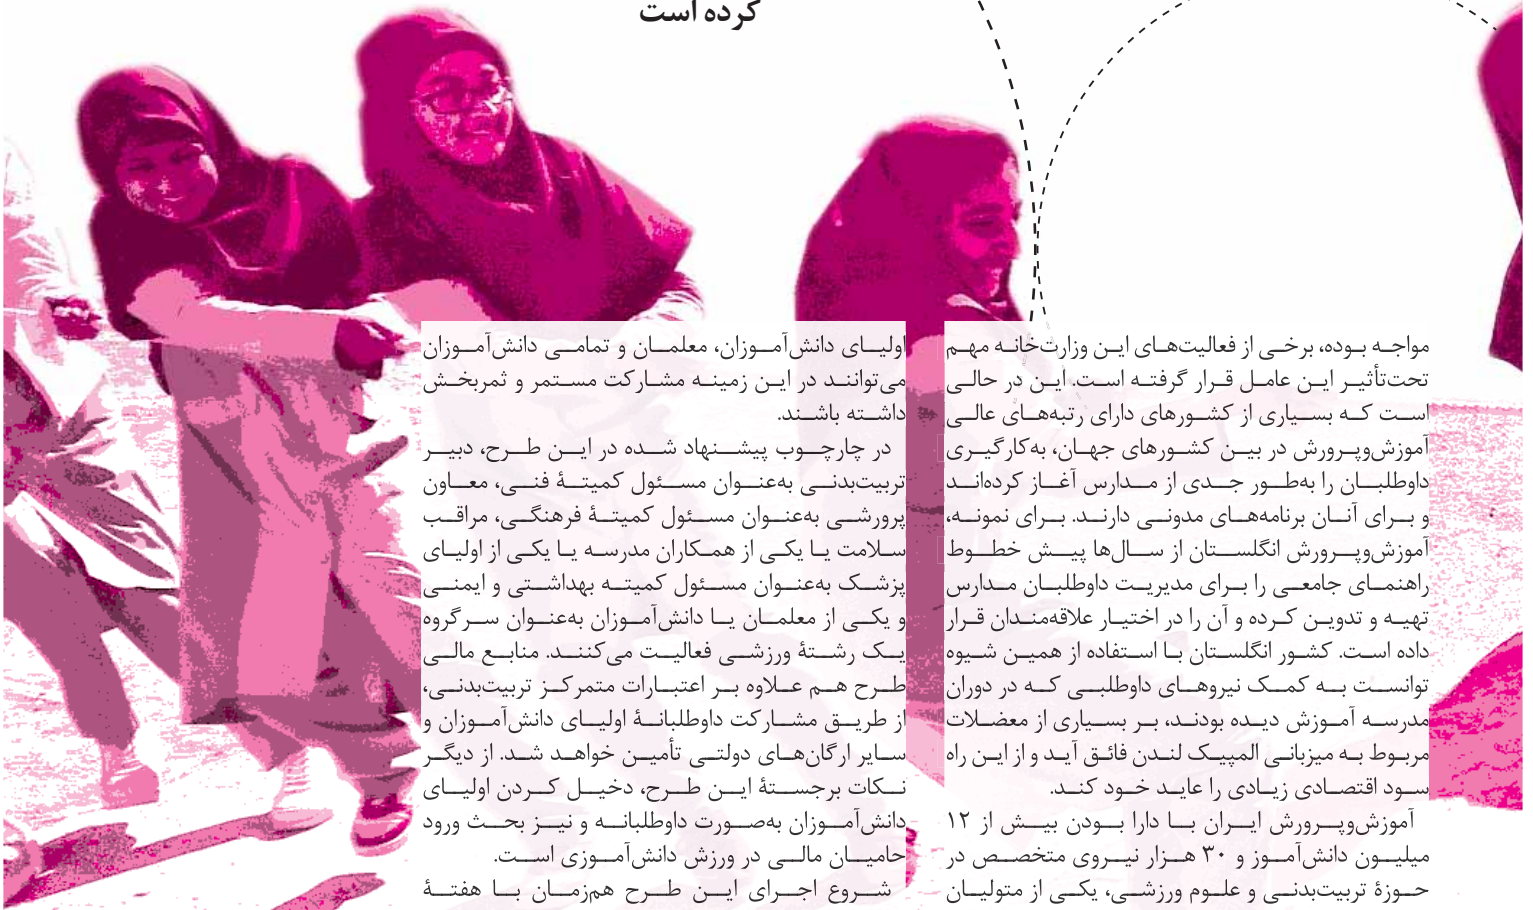 کرده است
مواجه بوده، برخی از فعالیت‌های این وزارت‌خانه مهم
تحت‌تأثیر این عامل قرار گرفته است. این در حالی
است که بسیاری از کشورهای دارای رتبه‌های عالی
آموزش‌وپرورش در بین کشورهای جهان، به‌کارگیری
داوطلبان را به‌طور جدی از مدارس آغاز کرده‌اند
و برای آنان برنامه‌های مدونی دارند. برای نمونه،
آموزش‌وپرورش انگلستان از سال‌ها پیش خطوط
راهنمای جامعی را برای مدیریت داوطلبان مدارس
تهیه و تدوین کرده و آن را در اختیار علاقه‌مندان قرار
داده است. کشور انگلستان با استفاده از همین شیوه
توانست به کمک نیروهای داوطلبی که در دوران
مدرسه آموزش دیده بودند، بر بسیاری از معضلات
مربوط به میزبانی المپیک لندن فائق آید و از این راه
سود اقتصادی زیادی را عاید خود کند.
آموزش‌وپرورش ایران با دارا بودن بیش از ۱۲
میلیون دانش‌آموز و ۳۰ هزار نیروی متخصص در
حوزهٔ تربیت‌بدنی و علوم ورزشی، یکی از متولیان
اولیای دانش‌آموزان، معلمان و تمامی دانش‌آموزان
می‌توانند در این زمینه مشارکت مستمر و ثمربخش
داشته باشند.
در چارچوب پیشنهاد شده در این طرح، دبیر
تربیت‌بدنی به‌عنوان مسئول کمیتهٔ فنی، معاون
پرورشی به‌عنوان مسئول کمیتهٔ فرهنگی، مراقب
سلامت یا یکی از همکاران مدرسه یا یکی از اولیای
پزشک به‌عنوان مسئول کمیته بهداشتی و ایمنی
و یکی از معلمان یا دانش‌آموزان به‌عنوان سرگروه
یک رشتهٔ ورزشی فعالیت می‌کنند. منابع مالی
طرح هم علاوه بر اعتبارات متمرکز تربیت‌بدنی،
از طریق مشارکت داوطلبانهٔ اولیای دانش‌آموزان و
سایر ارگان‌های دولتی تأمین خواهد شد. از دیگر
نکات برجستهٔ این طرح، دخیل کردن اولیای
دانش‌آموزان به‌صورت داوطلبانه و نیز بحث ورود
حامیان مالی در ورزش دانش‌آموزی است.
شروع اجرای این طرح هم‌زمان با هفتهٔ